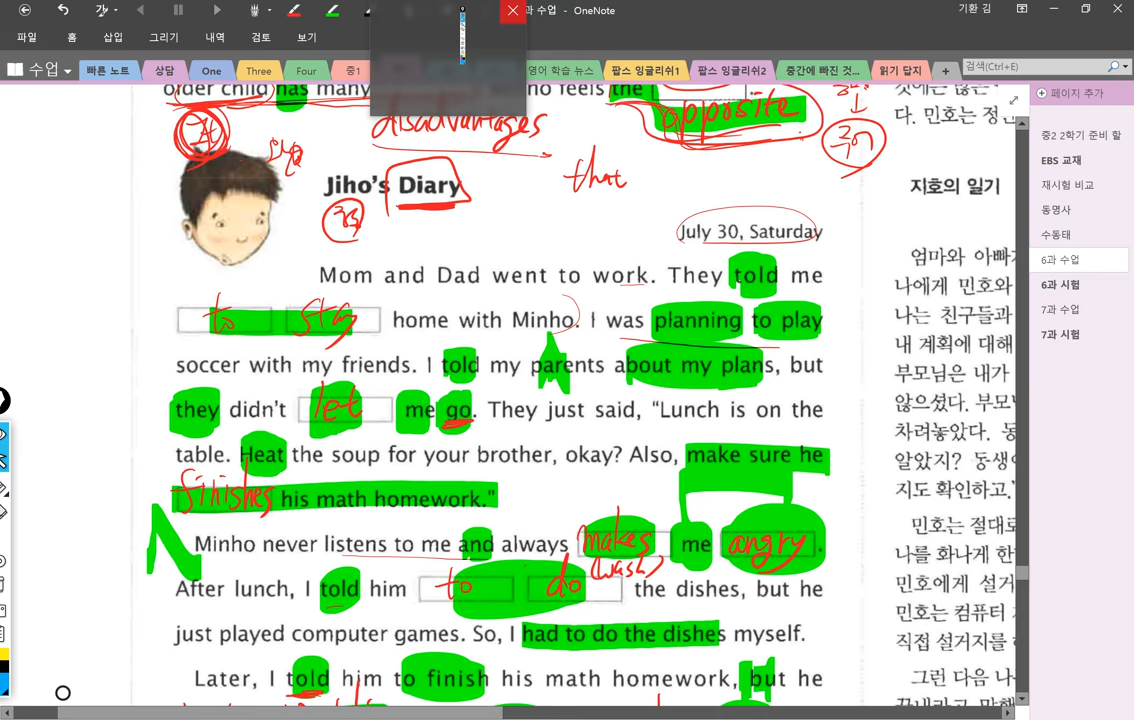 과 수업 - OneNote
기환 김
파일 홈 삽입 그리기 내역 검토 보기
수업 빠른 노트 상담 One Three Four 중1 영어 학습 뉴스 팝스 잉글리쉬1 팝스 잉글리쉬2 중간에 빠진 것... 읽기 답지 + 검색(Ctrl+E)
older child has many
disadvantages
ho feels the opposite.
that
Jiho's Diary
July 30, Saturday
Mom and Dad went to work. They told me
to stay home with Minho. I was planning to play
soccer with my friends. I told my parents about my plans, but
they didn't let me go. They just said, “Lunch is on the
table. Heat the soup for your brother, okay? Also, make sure he
finishes his math homework.”
Minho never listens to me and always makes me angry.
(wash)
After lunch, I told him to do the dishes, but he
just played computer games. So, I had to do the dishes myself.
Later, I told him to finish his math homework, but he
다. 민호는 정
지호의 일기
엄마와 아빠
나에게 민호와
나는 친구들과
내 계획에 대해
부모님은 내가
않으셨다. 부모
차려놓았다. 동
알았지? 동생이
지도 확인하고.”
민호는 절대로
나를 화나게 한
민호에게 설거
민호는 컴퓨터
직접 설거지를
그런 다음 나
페이지 추가
중2 2학기 준비 할
EBS 교재
재시험 비교
동명사
수동태
6과 수업
6과 시험
7과 수업
7과 시험